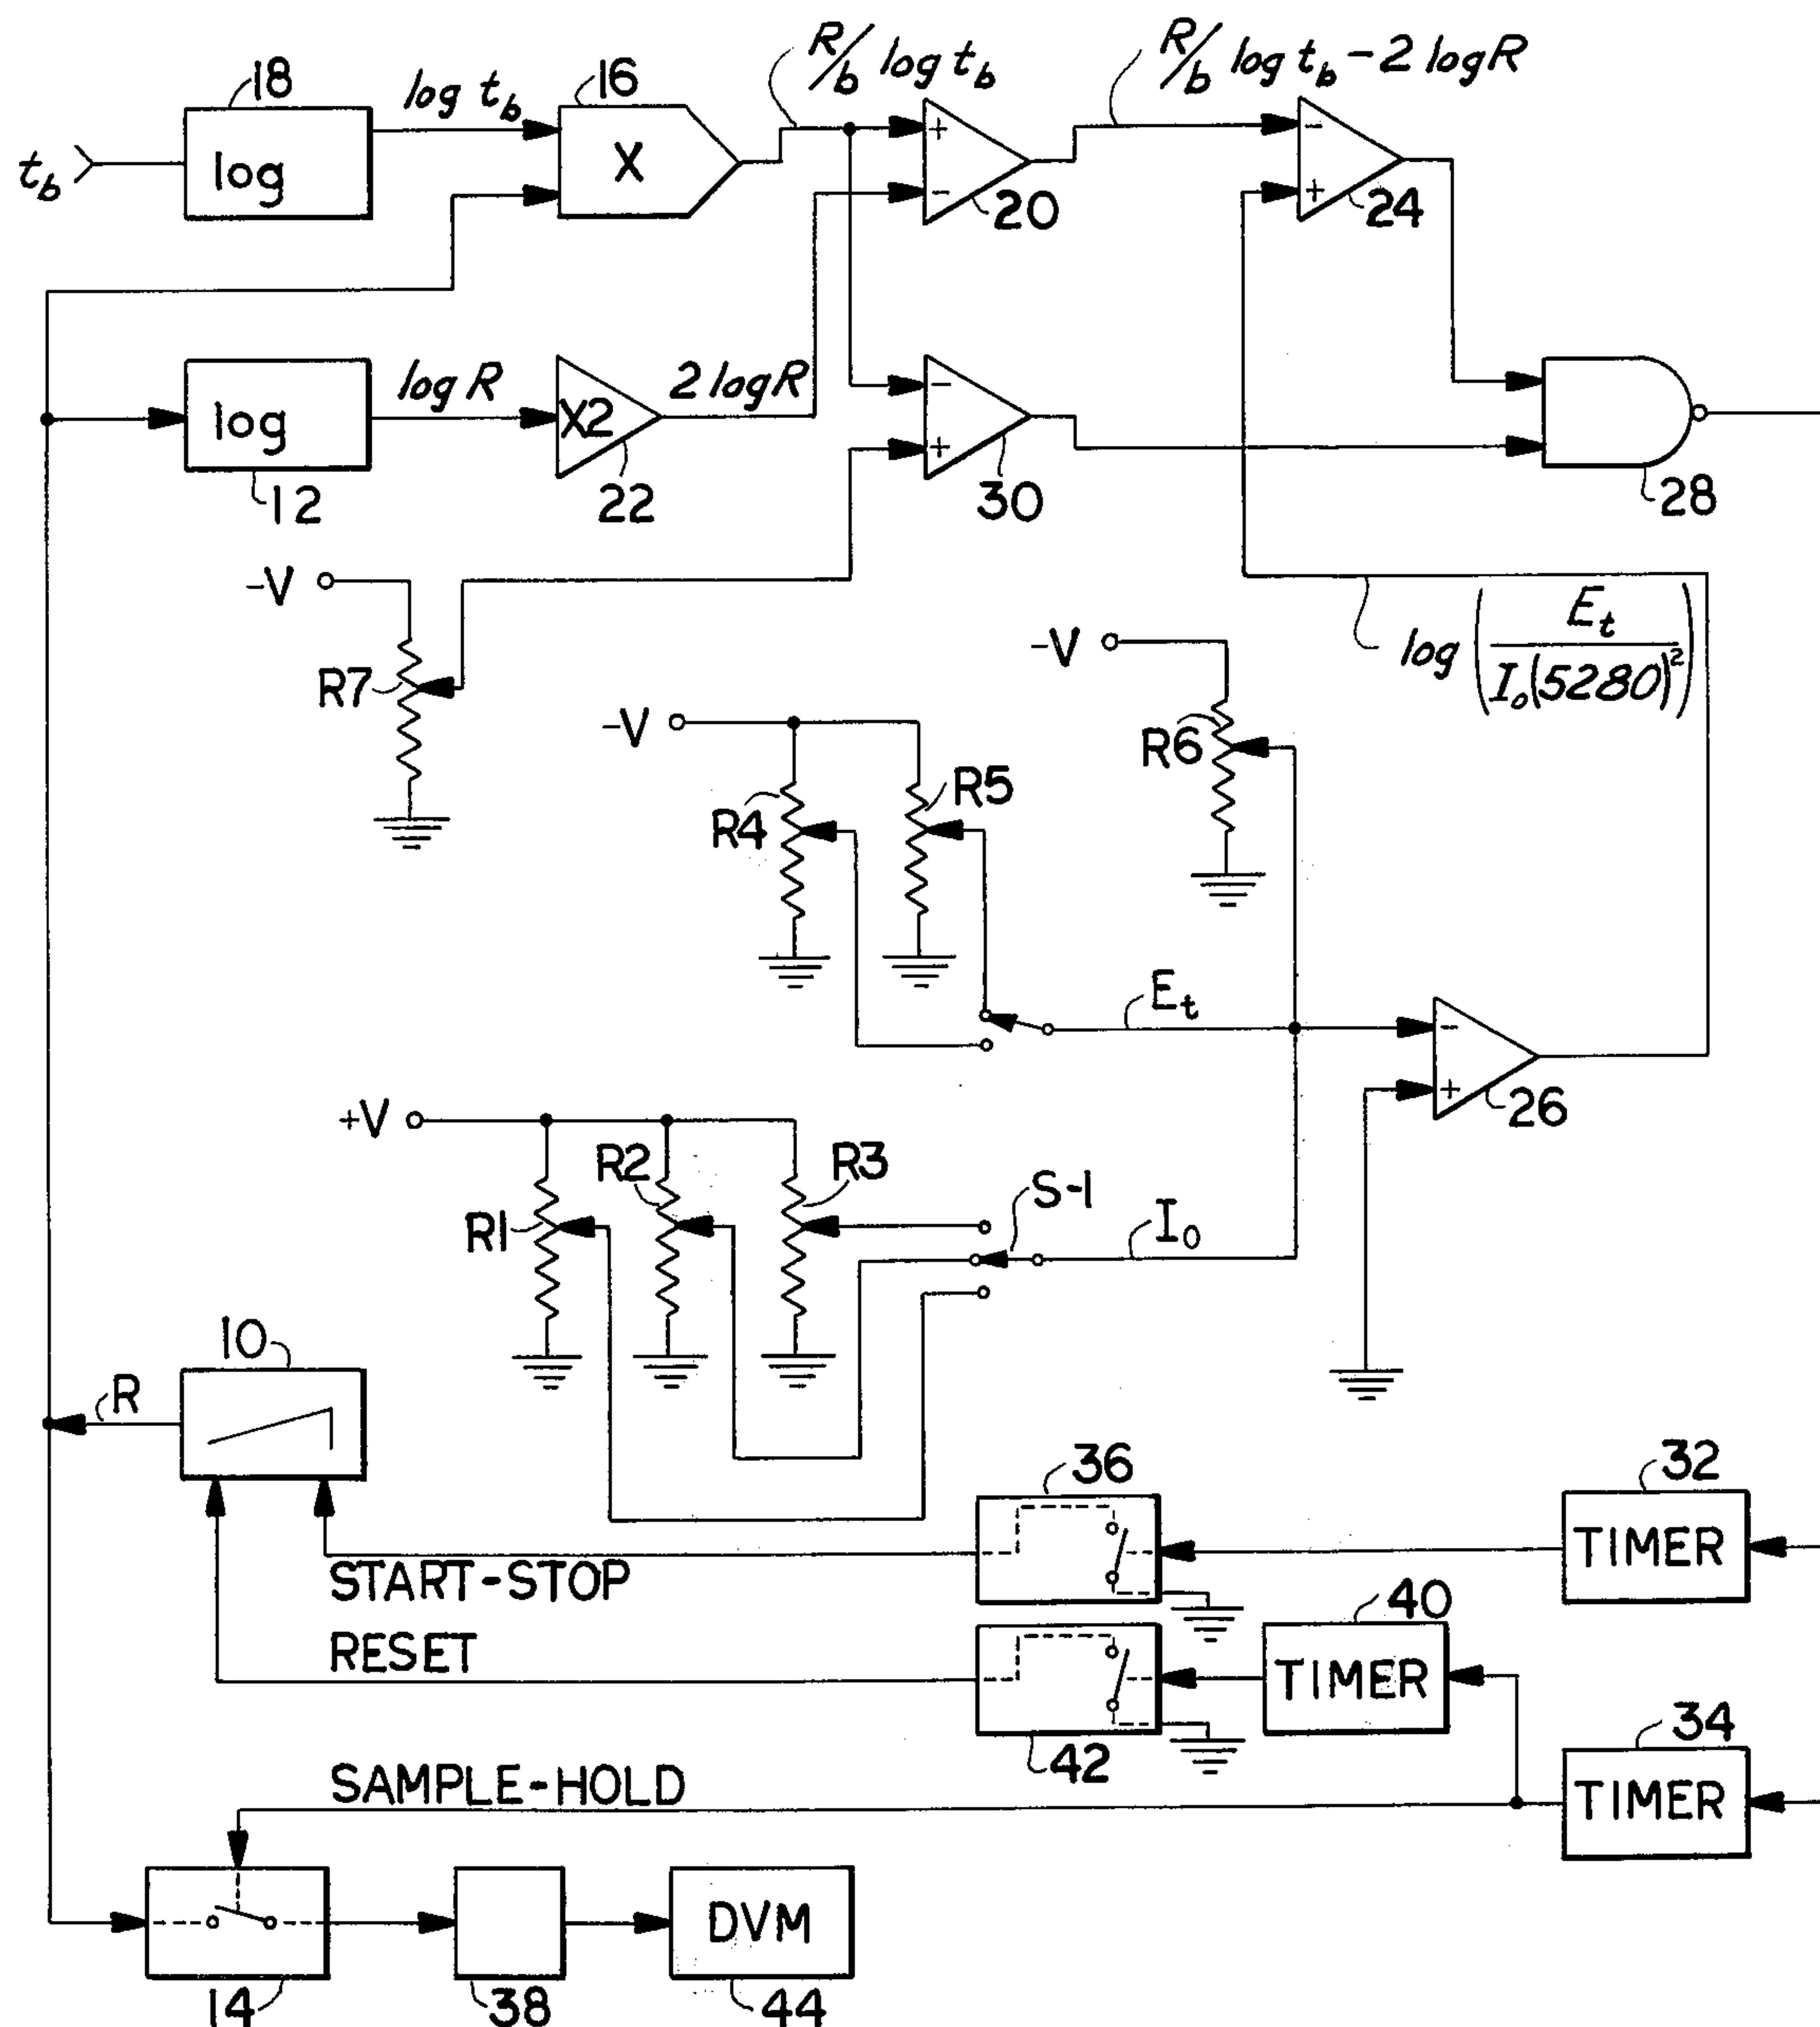 18
log t_b
16
R/b log t_b
R/b log t_b - 2 log R
t_b
log
X
+
-
20
-
+
24
log
12
log R
X2
22
2 log R
-
+
30
28
-V
R7
-V
R6
log (E_t / I_o(5280)²)
-V
R4
R5
E_t
-
+
26
+V
R1
R2
R3
S-1
I_o
10
R
36
32
TIMER
START-STOP
40
RESET
TIMER
42
34
SAMPLE-HOLD
TIMER
DVM
14
38
44